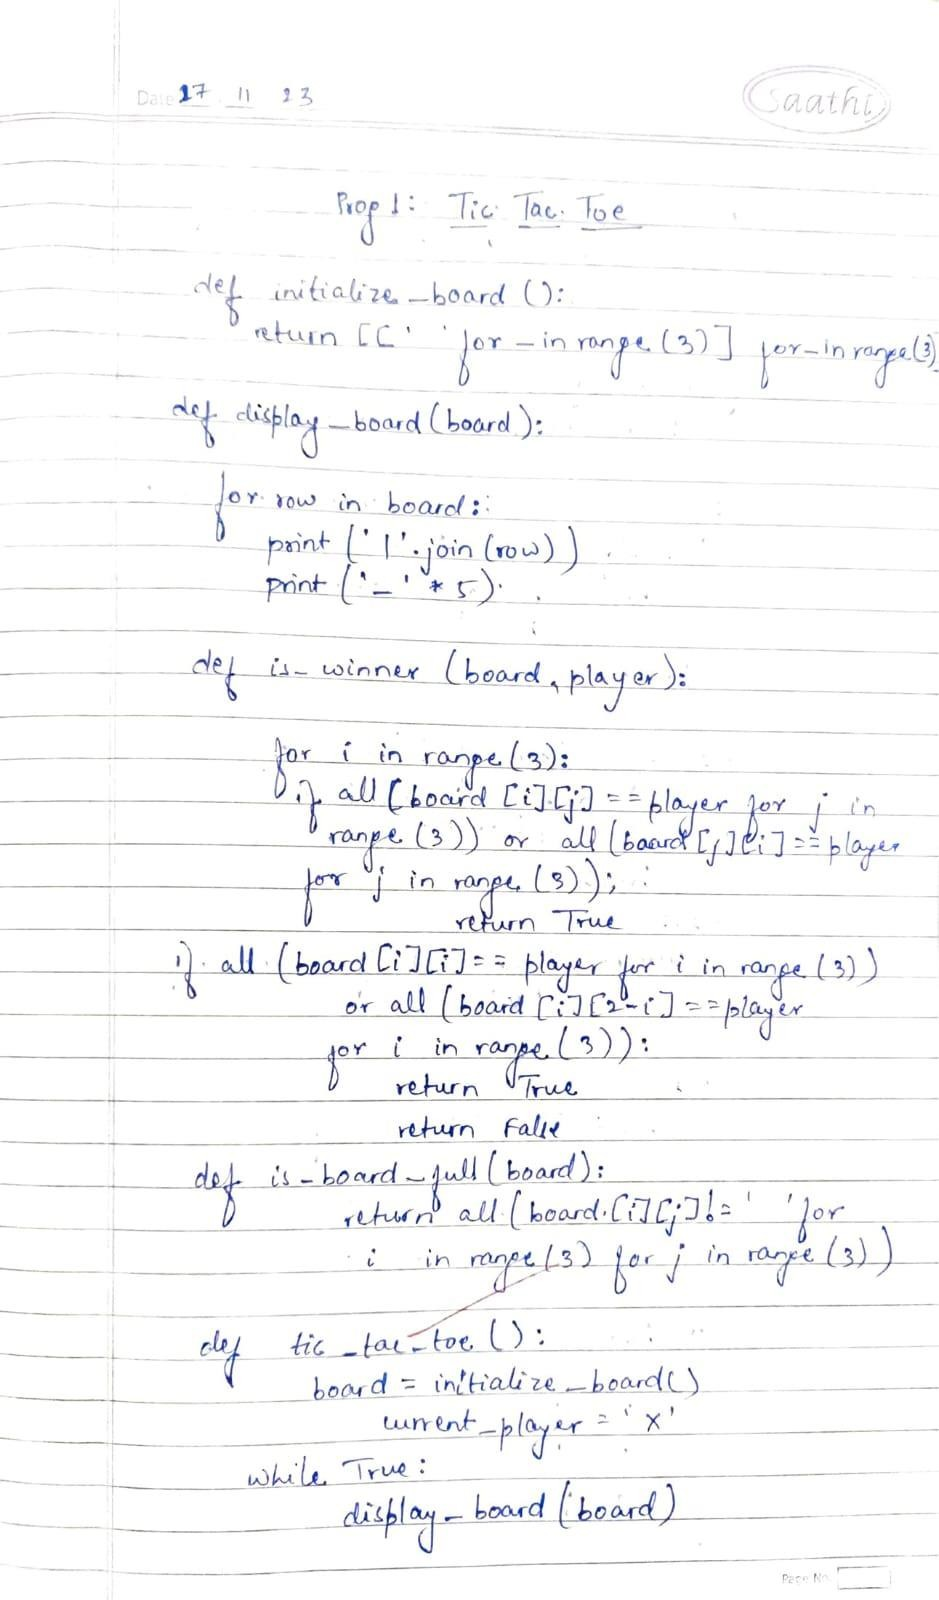 Date 17 11 23
Saathi
Prog 1: Tic Tac Toe
def initialize_board ():
return [[' ' for _ in range (3)] for _ in range(3)
def display_board (board):
for row in board:
print ('|'.join (row))
print ('_' * 5)
def is_winner (board, player):
for i in range (3):
if all (board [i][j] == player for j in
range (3)) or all (board [j][i] == player
for j in range (3));
return True
if all (board [i][i] == player for i in range (3))
or all (board [i][2-i] == player
for i in range (3)):
return True
return False
def is_board_full (board):
return all (board.[i][j] != ' ' for
i in range (3) for j in range (3))
def tic_tac_toe ():
board = initialize_board()
current_player = 'x'
while True:
display_board (board)
Page No.